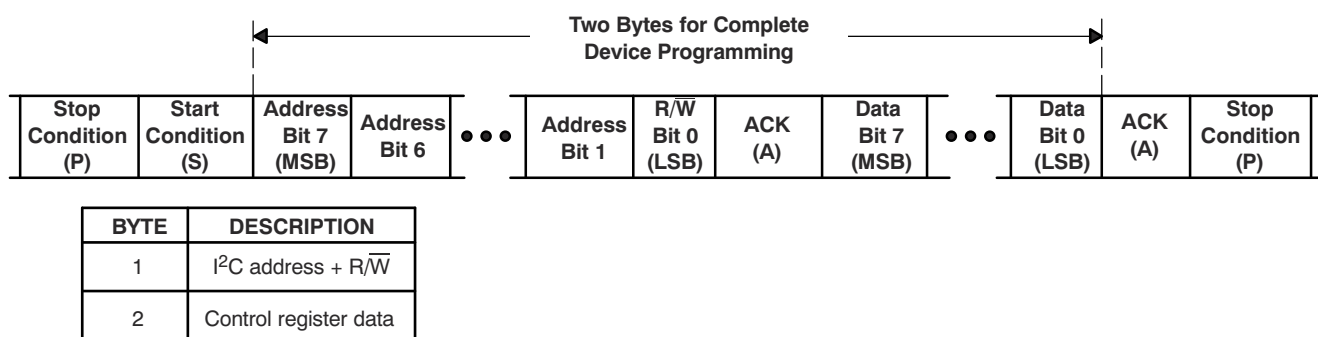 Two Bytes for Complete
Device Programming
Stop
Condition
(P)
Start
Condition
(S)
Address
Bit 7
(MSB)
Address
Bit 6
•••
Address
Bit 1
R/W̅
Bit 0
(LSB)
ACK
(A)
Data
Bit 7
(MSB)
•••
Data
Bit 0
(LSB)
ACK
(A)
Stop
Condition
(P)
BYTE DESCRIPTION
1 I²C address + R/W̅
2 Control register data